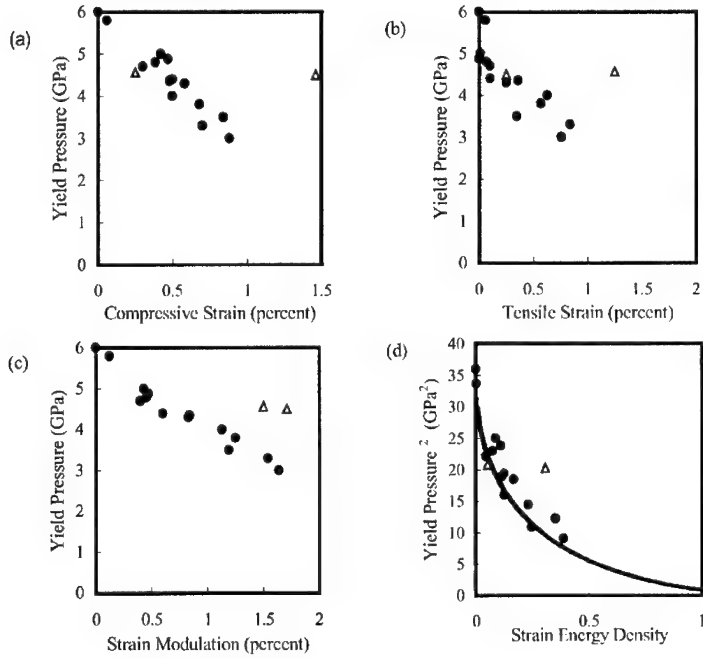 (a)
Yield Pressure (GPa)
6
5
4
3
2
1
0
0 0.5 1 1.5
Compressive Strain (percent)
(b)
Yield Pressure (GPa)
6
5
4
3
2
1
0
0 0.5 1 1.5 2
Tensile Strain (percent)
(c)
Yield Pressure (GPa)
6
5
4
3
2
1
0
0 0.5 1 1.5 2
Strain Modulation (percent)
(d)
Yield Pressure ² (GPa²)
40
35
30
25
20
15
10
5
0
0 0.5 1
Strain Energy Density